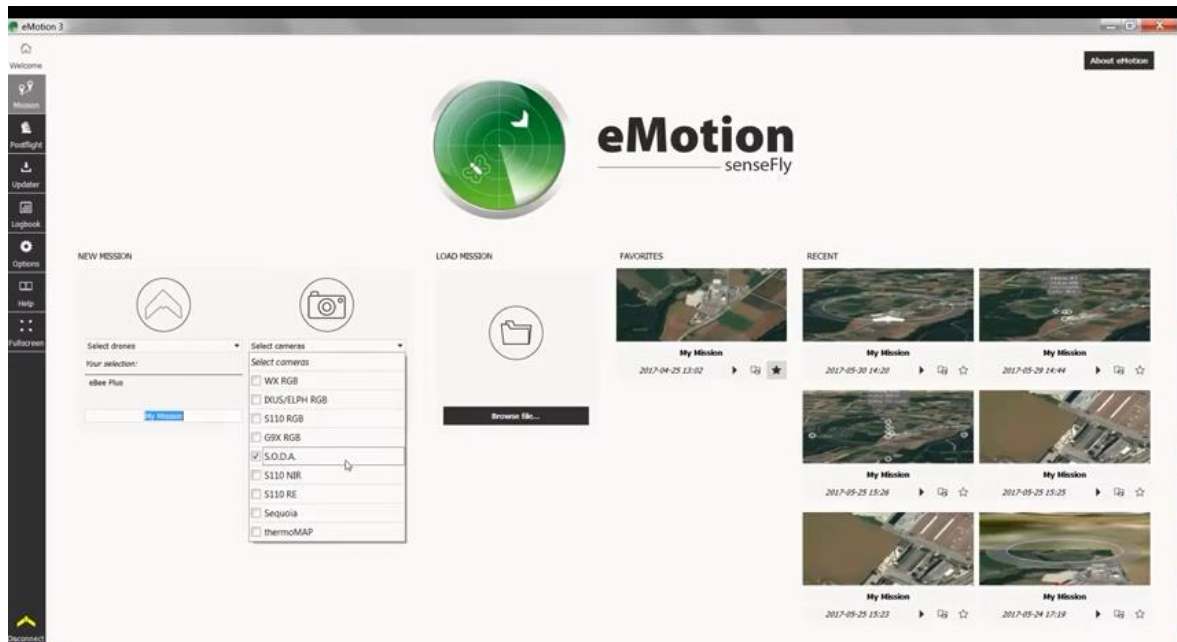 eMotion 3
Welcome
Mission
Postflight
Updater
Logbook
Options
Help
Fullscreen
Disconnect
About eMotion
eMotion
senseFly
NEW MISSION
Select drones
Your selection:
eBee Plus
My Mission
Select cameras
Select cameras
WX RGB
IXUS/ELPH RGB
S110 RGB
G9X RGB
S.O.D.A.
S110 NIR
S110 RE
Sequoia
thermoMAP
LOAD MISSION
Browse file...
FAVORITES
My Mission
2017-04-25 13:02
RECENT
My Mission
2017-05-30 14:20
My Mission
2017-05-29 14:44
My Mission
2017-05-25 15:26
My Mission
2017-05-25 15:25
My Mission
2017-05-25 15:23
My Mission
2017-05-24 17:19